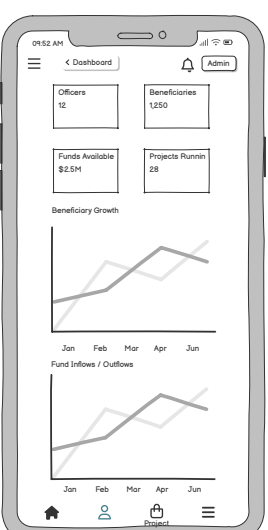 09:52 AM
< Dashboard
Admin
Officers
12
Beneficiaries
1,250
Funds Available
$2.5M
Projects Runnin
28
Beneficiary Growth
Jan Feb Mar Apr Jun
Fund Inflows / Outflows
Jan Feb Mar Apr Jun
Project